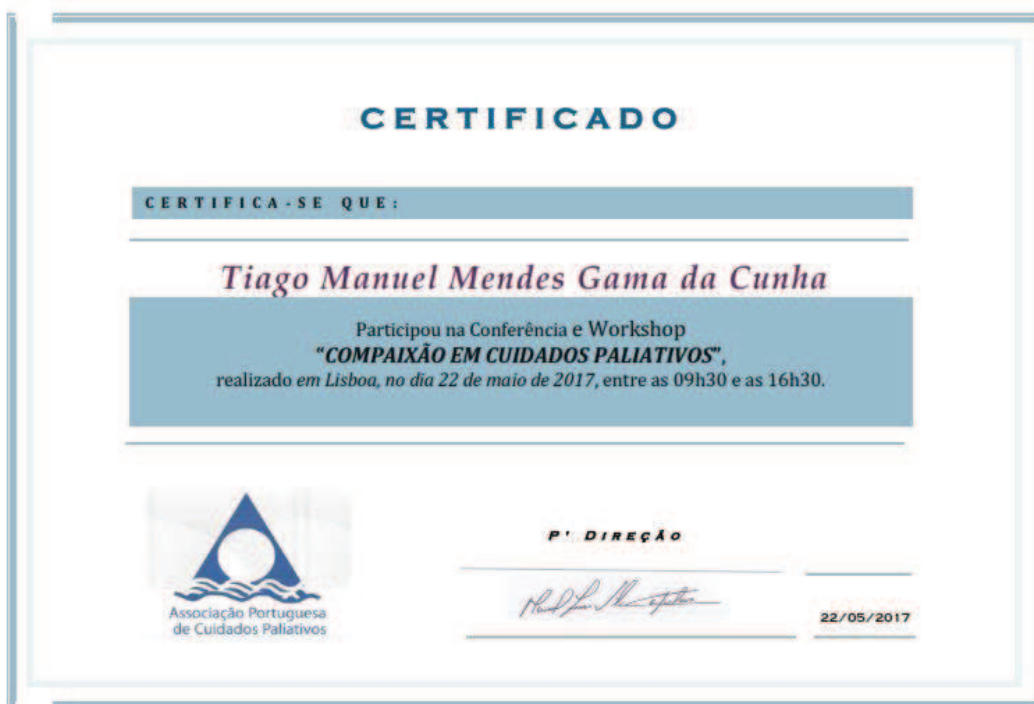 CERTIFICADO
CERTIFICA-SE QUE:
Tiago Manuel Mendes Gama da Cunha
Participou na Conferência e Workshop
“COMPAIXÃO EM CUIDADOS PALIATIVOS”,
realizado em Lisboa, no dia 22 de maio de 2017, entre as 09h30 e as 16h30.
P' DIREÇÃO
Associação Portuguesa
de Cuidados Paliativos
22/05/2017